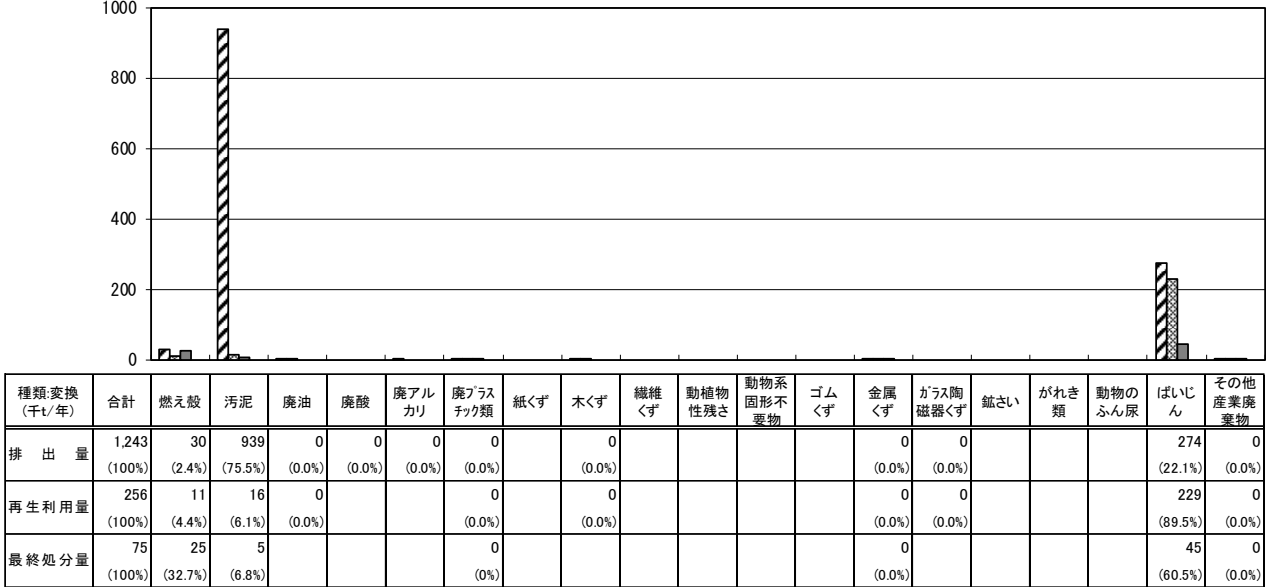 1000
800
600
400
200
0
種類:変換 (千t/年) 合計 燃え殻 汚泥 廃油 廃酸 廃アルカリ 廃プラスチック類 紙くず 木くず 繊維くず 動植物性残さ 動物系固形不要物 ゴムくず 金属くず ガラス陶磁器くず 鉱さい がれき類 動物のふん尿 ばいじん その他産業廃棄物
排出量 1,243 30 939 0 0 0 0 0 0 0 274 0
(100%) (2.4%) (75.5%) (0.0%) (0.0%) (0.0%) (0.0%) (0.0%) (0.0%) (0.0%) (22.1%) (0.0%)
再生利用量 256 11 16 0 0 0 0 0 229 0
(100%) (4.4%) (6.1%) (0.0%) (0.0%) (0.0%) (0.0%) (0.0%) (89.5%) (0.0%)
最終処分量 75 25 5 0 0 45 0
(100%) (32.7%) (6.8%) (0%) (0.0%) (60.5%) (0.0%)